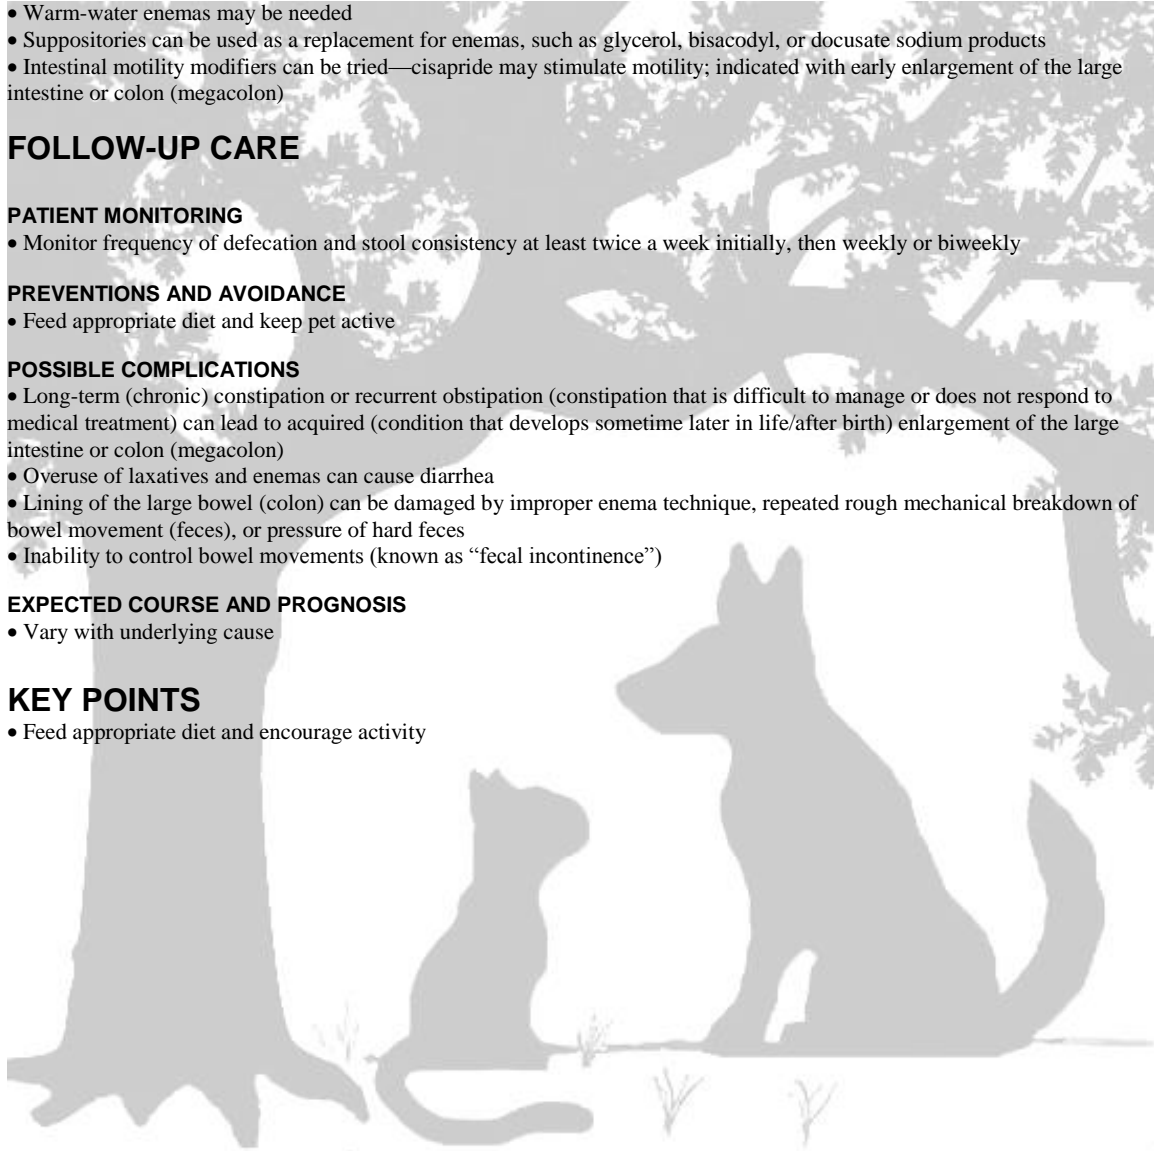 • Warm-water enemas may be needed
• Suppositories can be used as a replacement for enemas, such as glycerol, bisacodyl, or docusate sodium products
• Intestinal motility modifiers can be tried—cisapride may stimulate motility; indicated with early enlargement of the large
intestine or colon (megacolon)
FOLLOW-UP CARE
PATIENT MONITORING
• Monitor frequency of defecation and stool consistency at least twice a week initially, then weekly or biweekly
PREVENTIONS AND AVOIDANCE
• Feed appropriate diet and keep pet active
POSSIBLE COMPLICATIONS
• Long-term (chronic) constipation or recurrent obstipation (constipation that is difficult to manage or does not respond to
medical treatment) can lead to acquired (condition that develops sometime later in life/after birth) enlargement of the large
intestine or colon (megacolon)
• Overuse of laxatives and enemas can cause diarrhea
• Lining of the large bowel (colon) can be damaged by improper enema technique, repeated rough mechanical breakdown of
bowel movement (feces), or pressure of hard feces
• Inability to control bowel movements (known as “fecal incontinence”)
EXPECTED COURSE AND PROGNOSIS
• Vary with underlying cause
KEY POINTS
• Feed appropriate diet and encourage activity